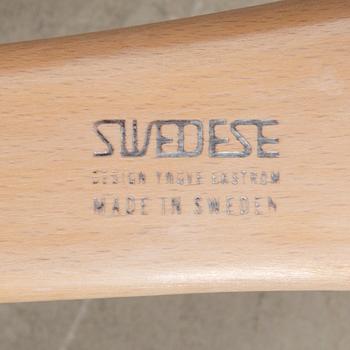 SWEDESE
DESIGN YNGVE EKSTRÖM
MADE IN SWEDEN